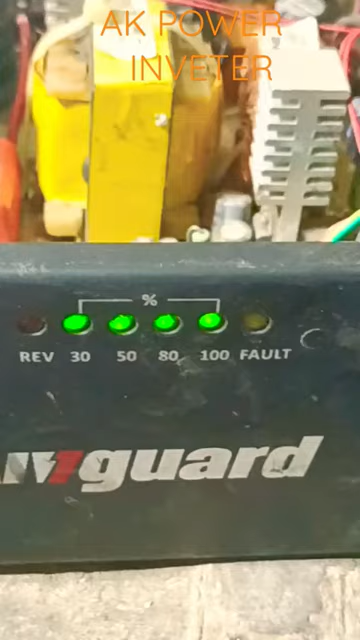 AK POWER
INVETER
%
REV 30 50 80 100 FAULT
guard